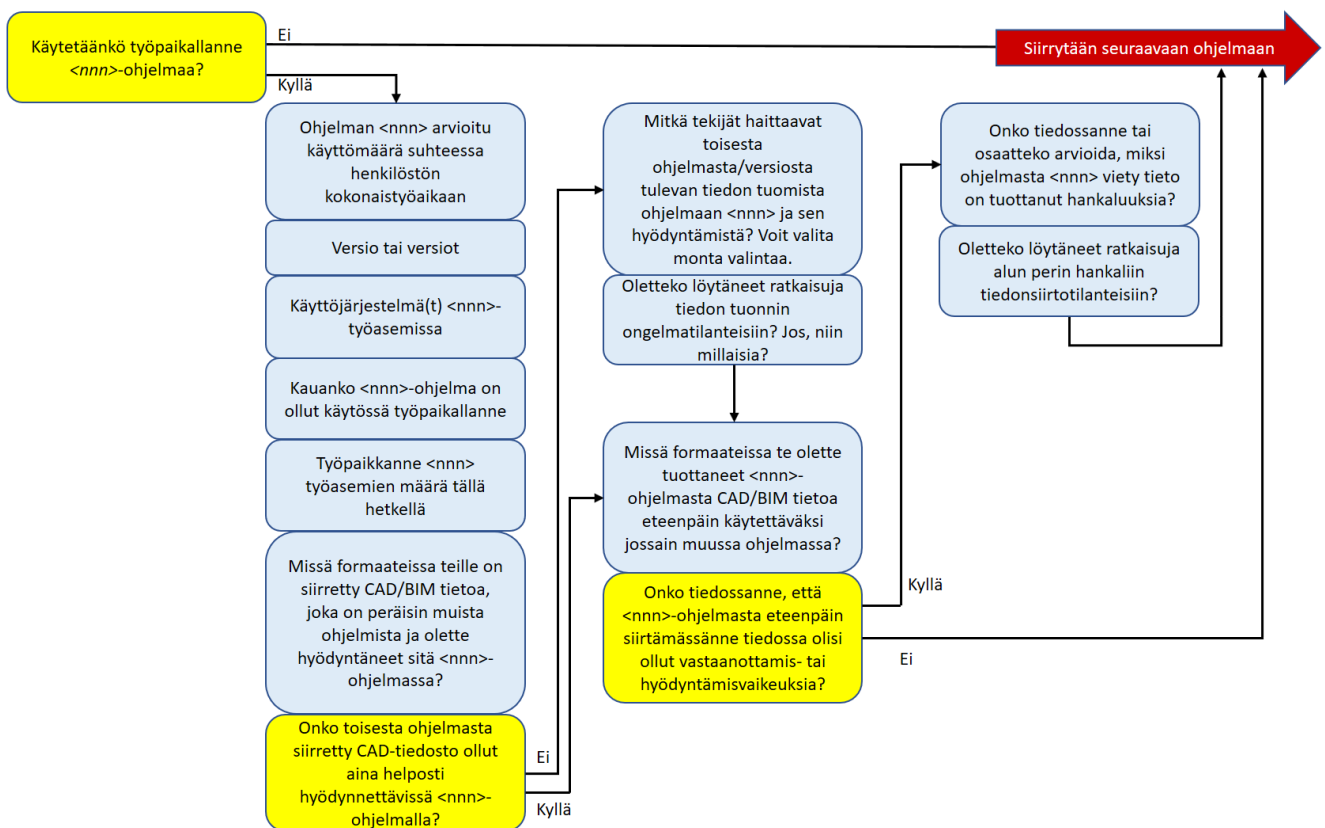 Käytetäänkö työpaikallanne
<nnn>-ohjelmaa?
Ei
Kyllä
Siirrytään seuraavaan ohjelmaan
Ohjelman <nnn> arvioitu
käyttömäärä suhteessa
henkilöstön
kokonaistyöaikaan
Versio tai versiot
Käyttöjärjestelmä(t) <nnn>-
työasemissa
Kauanko <nnn>-ohjelma on
ollut käytössä työpaikallanne
Työpaikkanne <nnn>
työasemien määrä tällä
hetkellä
Missä formaateissa teille on
siirretty CAD/BIM tietoa,
joka on peräisin muista
ohjelmista ja olette
hyödyntäneet sitä <nnn>-
ohjelmassa?
Onko toisesta ohjelmasta
siirretty CAD-tiedosto ollut
aina helposti
hyödynnettävissä <nnn>-
ohjelmalla?
Ei
Kyllä
Mitkä tekijät haittaavat
toisesta
ohjelmasta/versiosta
tulevan tiedon tuomista
ohjelmaan <nnn> ja sen
hyödyntämistä? Voit valita
monta valintaa.
Oletteko löytäneet ratkaisuja
tiedon tuonnin
ongelmatilanteisiin? Jos, niin
millaisia?
Missä formaateissa te olette
tuottaneet <nnn>-
ohjelmasta CAD/BIM tietoa
eteenpäin käytettäväksi
jossain muussa ohjelmassa?
Onko tiedossanne, että
<nnn>-ohjelmasta eteenpäin
siirtämässänne tiedossa olisi
ollut vastaanottamis- tai
hyödyntämisvaikeuksia?
Kyllä
Ei
Onko tiedossanne tai
osaatteko arvioida, miksi
ohjelmasta <nnn> viety tieto
on tuottanut hankaluuksia?
Oletteko löytäneet ratkaisuja
alun perin hankaliin
tiedonsiirtotilanteisiin?